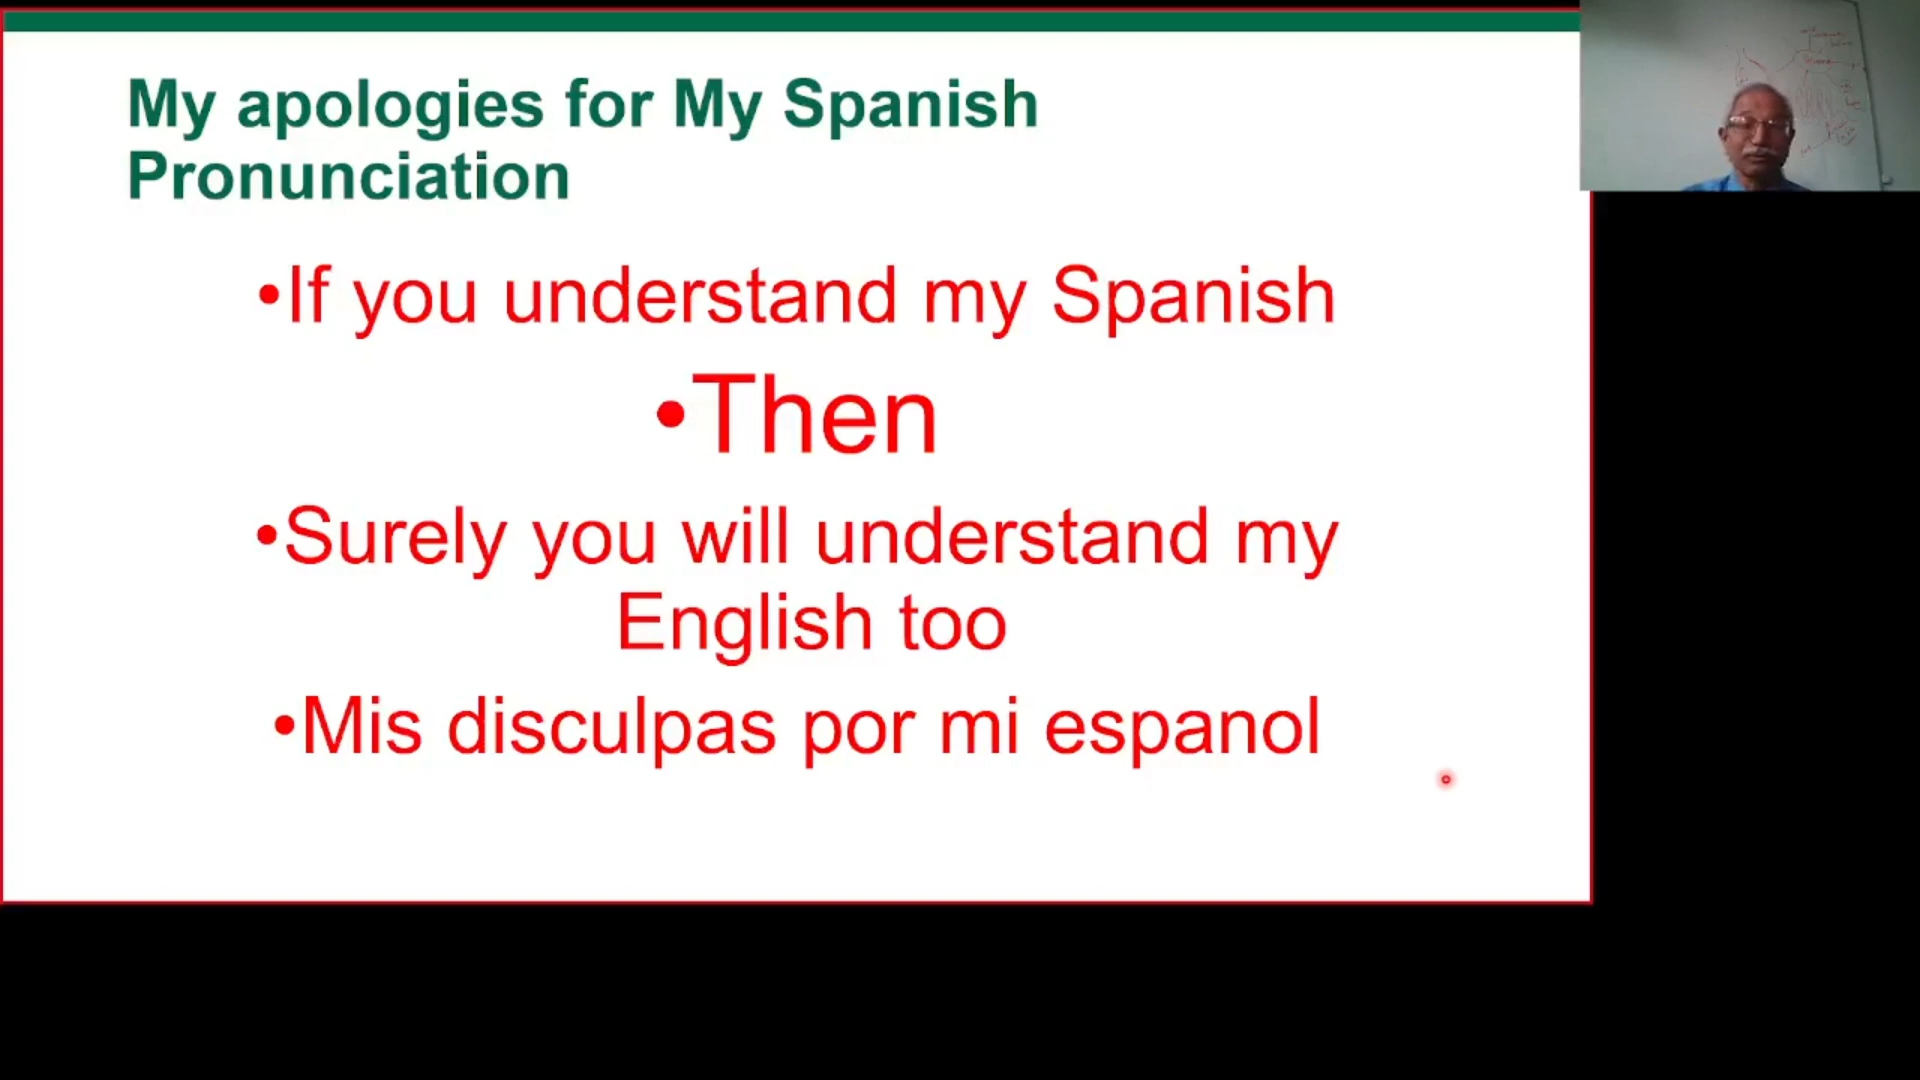 My apologies for My Spanish
Pronunciation
•If you understand my Spanish
•Then
•Surely you will understand my
English too
•Mis disculpas por mi espanol